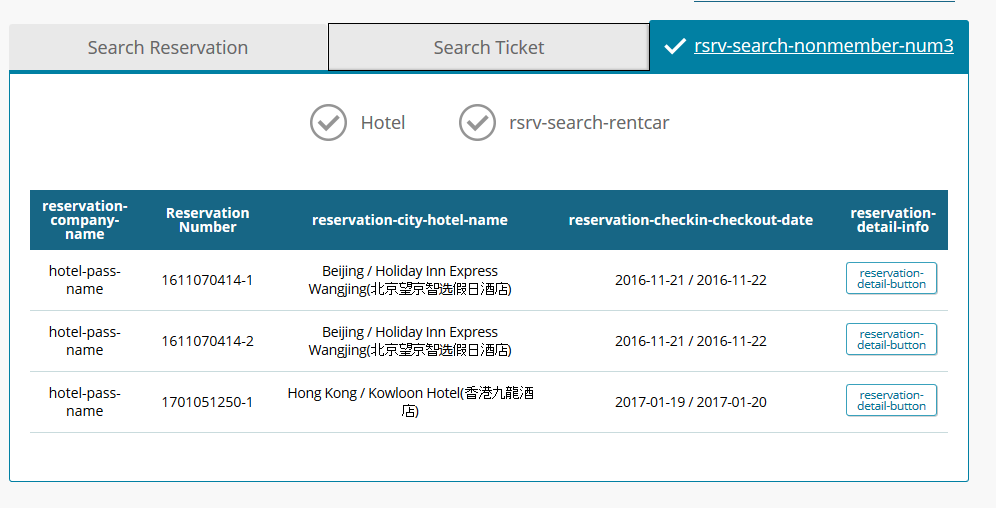 Search Reservation
Search Ticket
rsrv-search-nonmember-num3
Hotel
rsrv-search-rentcar
reservation-
company-
name
Reservation
Number
reservation-city-hotel-name
reservation-checkin-checkout-date
reservation-
detail-info
hotel-pass-
name
1611070414-1
Beijing / Holiday Inn Express
Wangjing(北京望京智选假日酒店)
2016-11-21 / 2016-11-22
reservation-
detail-button
hotel-pass-
name
1611070414-2
Beijing / Holiday Inn Express
Wangjing(北京望京智选假日酒店)
2016-11-21 / 2016-11-22
reservation-
detail-button
hotel-pass-
name
1701051250-1
Hong Kong / Kowloon Hotel(香港九龍酒
店)
2017-01-19 / 2017-01-20
reservation-
detail-button